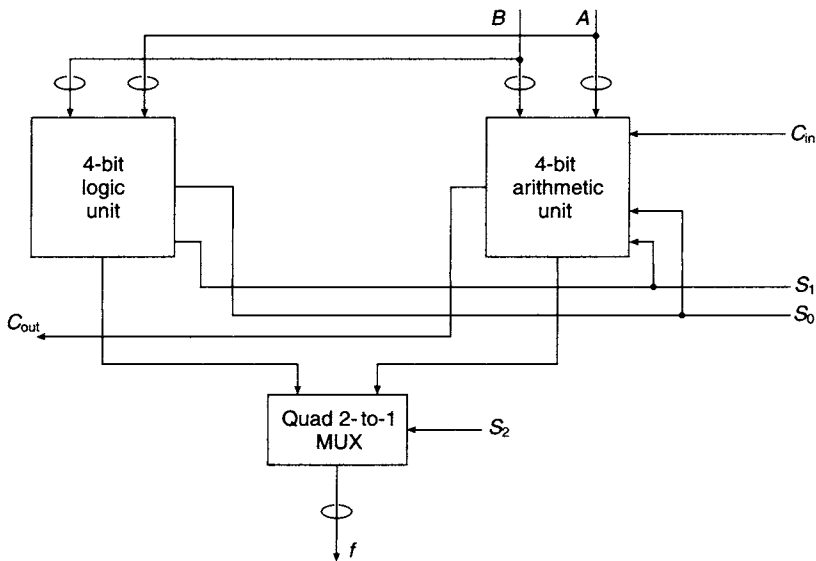 B
A
4-bit
logic
unit
4-bit
arithmetic
unit
C_in
S_1
S_0
C_out
Quad 2-to-1
MUX
S_2
f